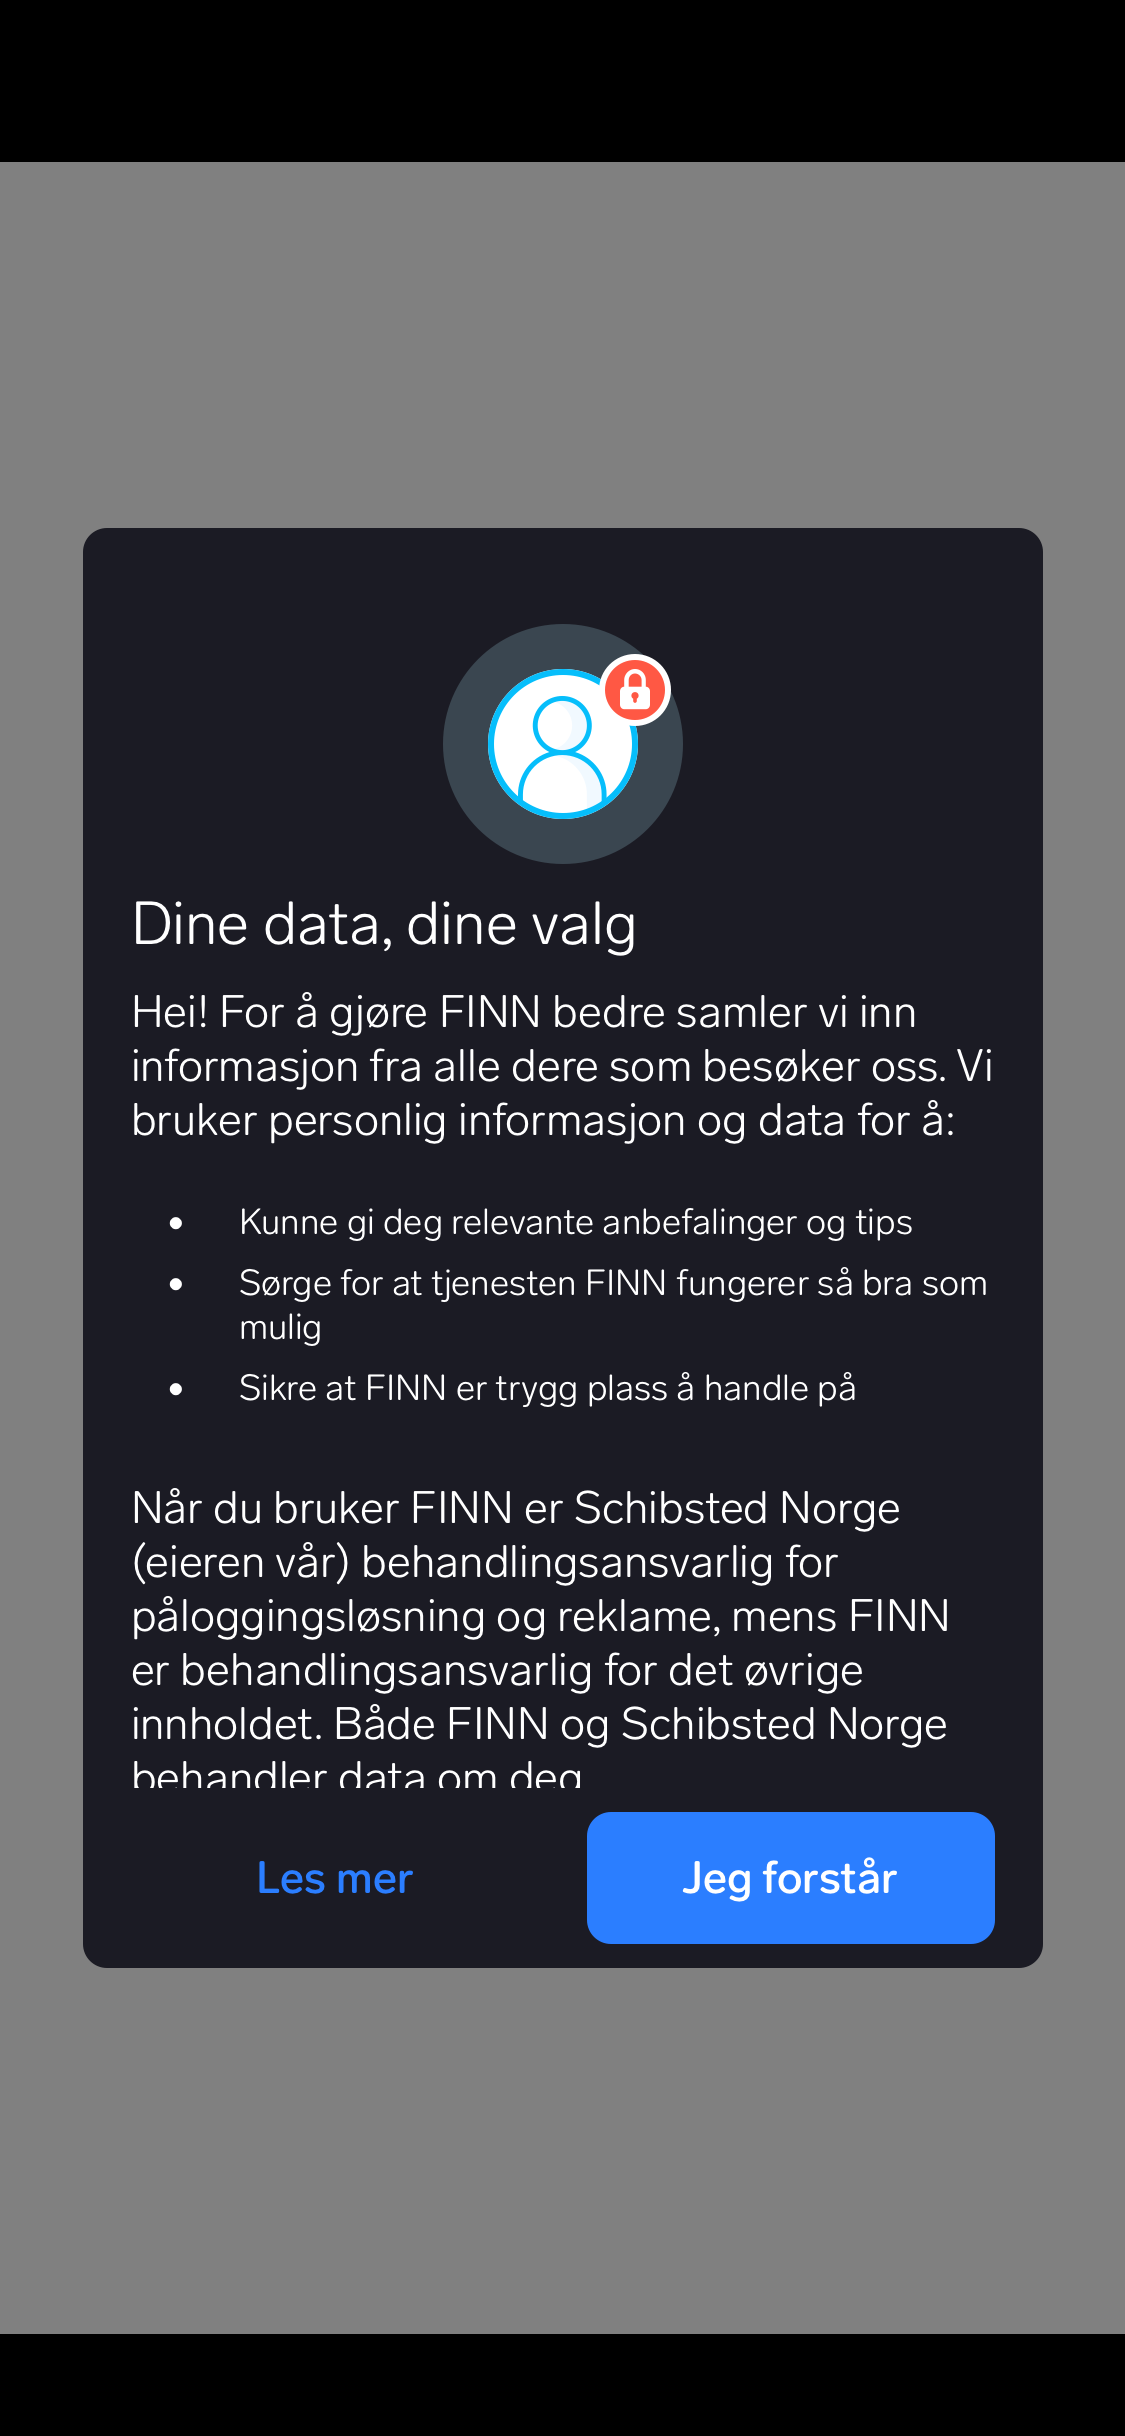 Dine data, dine valg
Hei! For å gjøre FINN bedre samler vi inn
informasjon fra alle dere som besøker oss. Vi
bruker personlig informasjon og data for å:
• Kunne gi deg relevante anbefalinger og tips
• Sørge for at tjenesten FINN fungerer så bra som
mulig
• Sikre at FINN er trygg plass å handle på
Når du bruker FINN er Schibsted Norge
(eieren vår) behandlingsansvarlig for
påloggingsløsning og reklame, mens FINN
er behandlingsansvarlig for det øvrige
innholdet. Både FINN og Schibsted Norge
behandler data om deg
Les mer
Jeg forstår